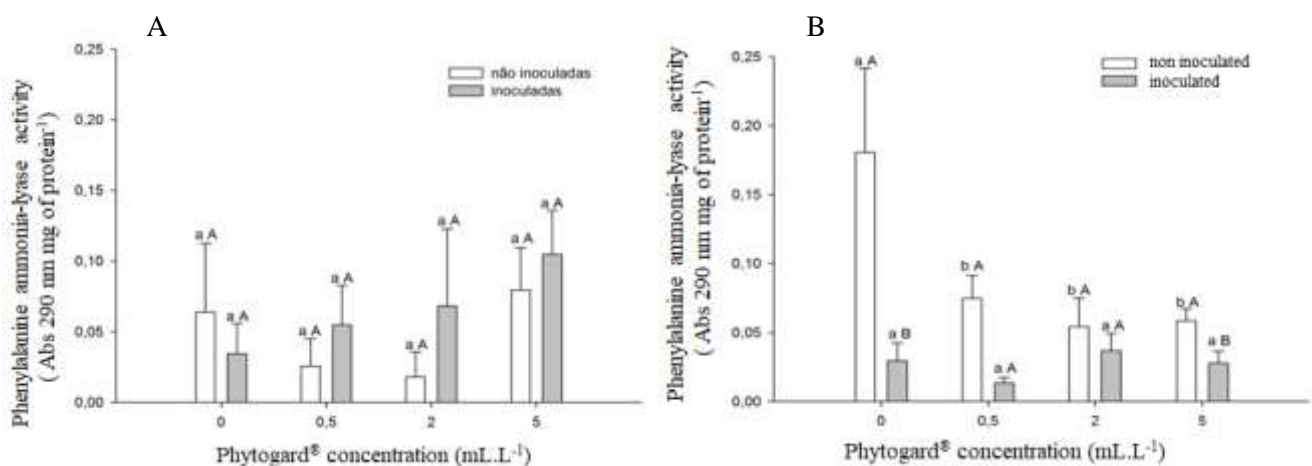 A
Phenylalanine ammonia-lyase activity
( Abs 290 nm mg of protein-1)
0,25
0,20
0,15
0,10
0,05
0,00
não inoculadas
inoculadas
a A
a A
a A
a A
a A
a A
a A
a A
0
0,5
2
5
Phytogard® concentration (mL.L-1)
B
Phenylalanine ammonia-lyase activity
( Abs 290 nm mg of protein-1)
0,25
0,20
0,15
0,10
0,05
0,00
non inoculated
inoculated
a A
a B
b A
a A
b A
a A
b A
a B
0
0,5
2
5
Phytogard® concentration (mL.L-1)